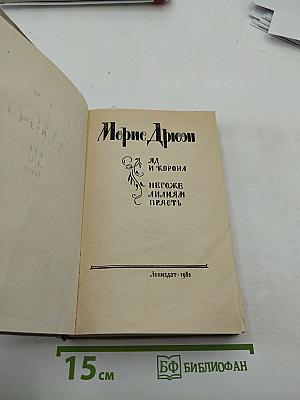 Морис Дрюон
ЯД
И КОРОНА
НЕГОЖЕ
ЛИЛИЯМ
ПРЯСТЬ
Лениздат · 1981
15 см
БФ БИБЛИОФАН